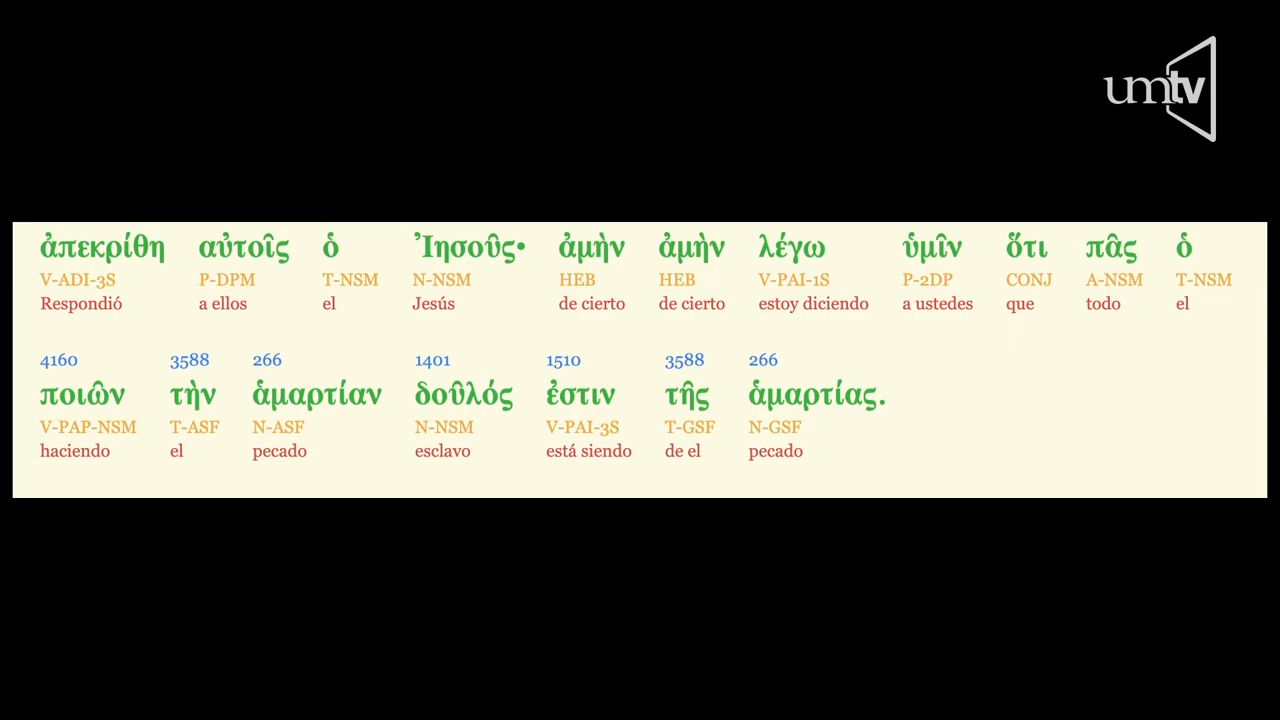 umtv
ἀπεκρίθη αὐτοῖς ὁ Ἰησοῦς• ἀμὴν ἀμὴν λέγω ὑμῖν ὅτι πᾶς ὁ
V-ADI-3S P-DPM T-NSM N-NSM HEB HEB V-PAI-1S P-2DP CONJ A-NSM T-NSM
Respondió a ellos el Jesús de cierto de cierto estoy diciendo a ustedes que todo el
4160 3588 266 1401 1510 3588 266
ποιῶν τὴν ἁμαρτίαν δοῦλός ἐστιν τῆς ἁμαρτίας.
V-PAP-NSM T-ASF N-ASF N-NSM V-PAI-3S T-GSF N-GSF
haciendo el pecado esclavo está siendo de el pecado